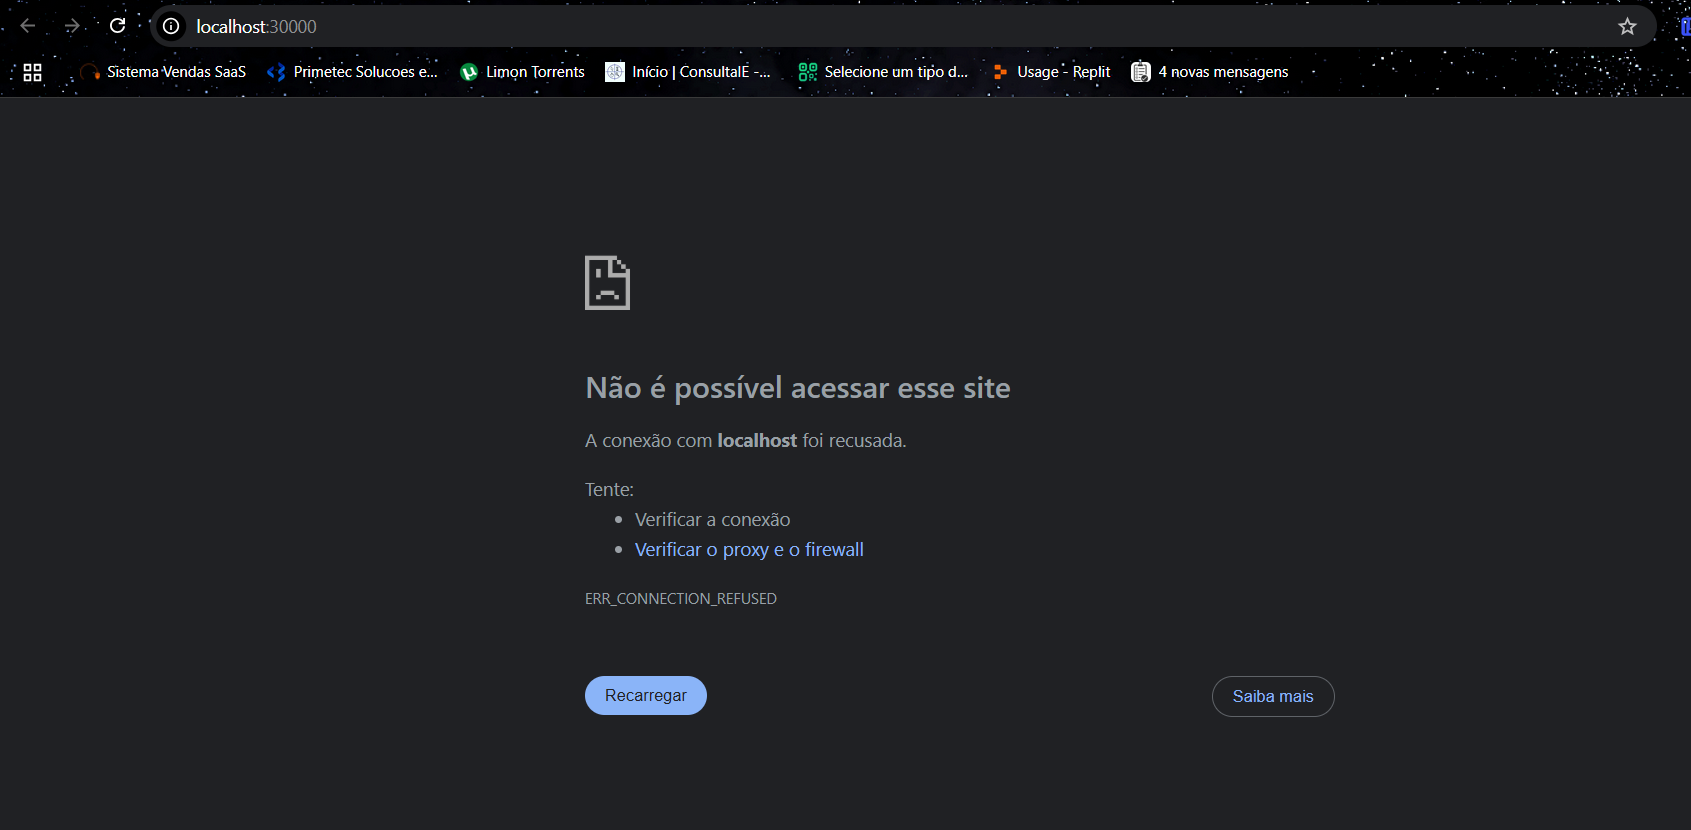 localhost:30000
Sistema Vendas SaaS
Primetec Solucoes e...
Limon Torrents
Início | ConsultaIE -...
Selecione um tipo d...
Usage - Replit
4 novas mensagens
Não é possível acessar esse site
A conexão com localhost foi recusada.
Tente:
Verificar a conexão
Verificar o proxy e o firewall
ERR_CONNECTION_REFUSED
Recarregar
Saiba mais